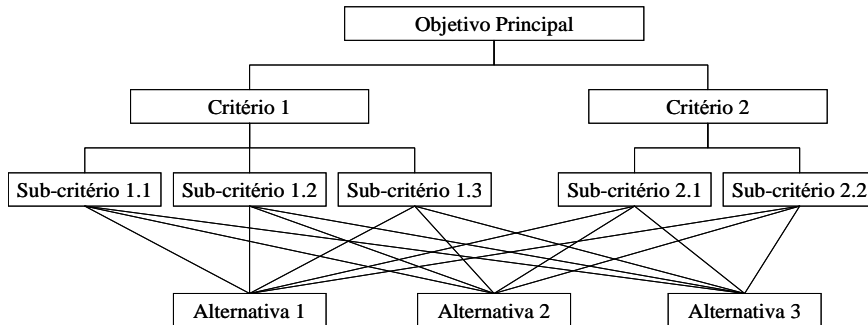 Objetivo Principal
Critério 1
Critério 2
Sub-critério 1.1
Sub-critério 1.2
Sub-critério 1.3
Sub-critério 2.1
Sub-critério 2.2
Alternativa 1
Alternativa 2
Alternativa 3